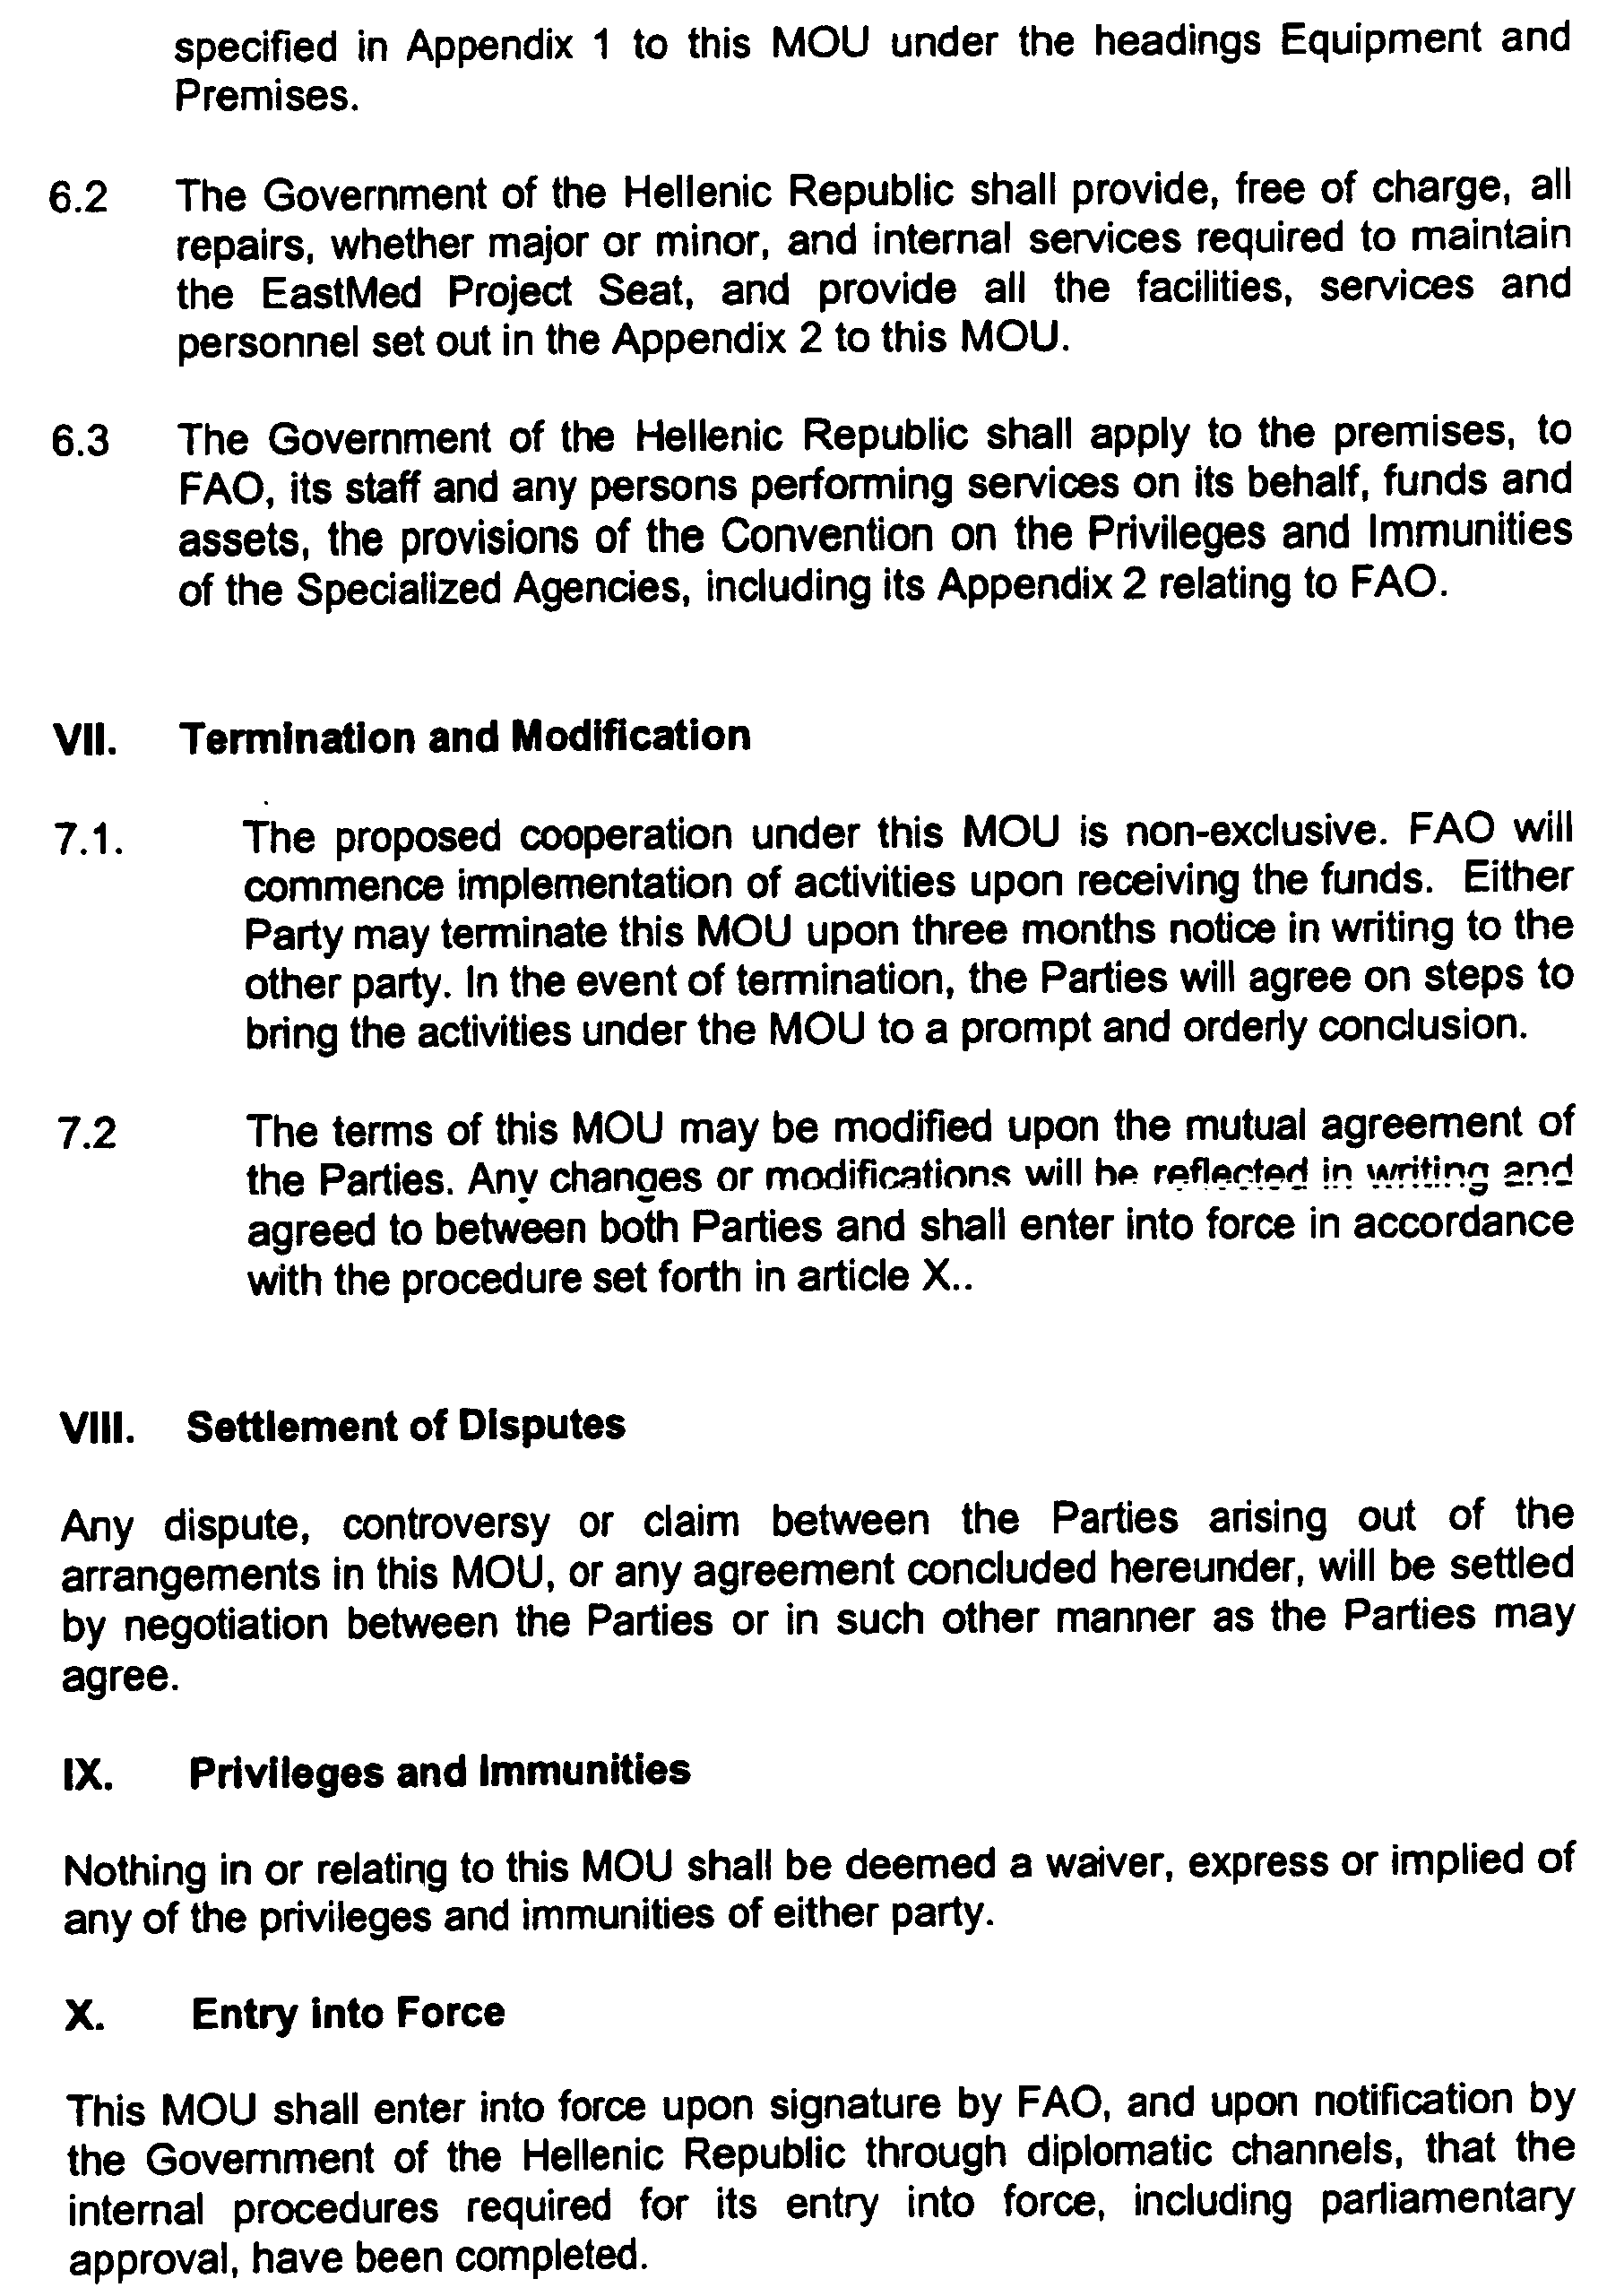 specified in Appendix 1 to this MOU under the headings Equipment and
Premises.
6.2 The Government of the Hellenic Republic shall provide, free of charge, all
repairs, whether major or minor, and internal services required to maintain
the EastMed Project Seat, and provide all the facilities, services and
personnel set out in the Appendix 2 to this MOU.
6.3 The Government of the Hellenic Republic shall apply to the premises, to
FAO, its staff and any persons performing services on its behalf, funds and
assets, the provisions of the Convention on the Privileges and Immunities
of the Specialized Agencies, including its Appendix 2 relating to FAO.
VII. Termination and Modification
7.1. The proposed cooperation under this MOU is non-exclusive. FAO will
commence implementation of activities upon receiving the funds. Either
Party may terminate this MOU upon three months notice in writing to the
other party. In the event of termination, the Parties will agree on steps to
bring the activities under the MOU to a prompt and orderly conclusion.
7.2 The terms of this MOU may be modified upon the mutual agreement of
the Parties. Any changes or modifications will be reflected in writing and
agreed to between both Parties and shall enter into force in accordance
with the procedure set forth in article X..
VIII. Settlement of Disputes
Any dispute, controversy or claim between the Parties arising out of the
arrangements in this MOU, or any agreement concluded hereunder, will be settled
by negotiation between the Parties or in such other manner as the Parties may
agree.
IX. Privileges and Immunities
Nothing in or relating to this MOU shall be deemed a waiver, express or implied of
any of the privileges and immunities of either party.
X. Entry into Force
This MOU shall enter into force upon signature by FAO, and upon notification by
the Government of the Hellenic Republic through diplomatic channels, that the
internal procedures required for its entry into force, including parliamentary
approval, have been completed.